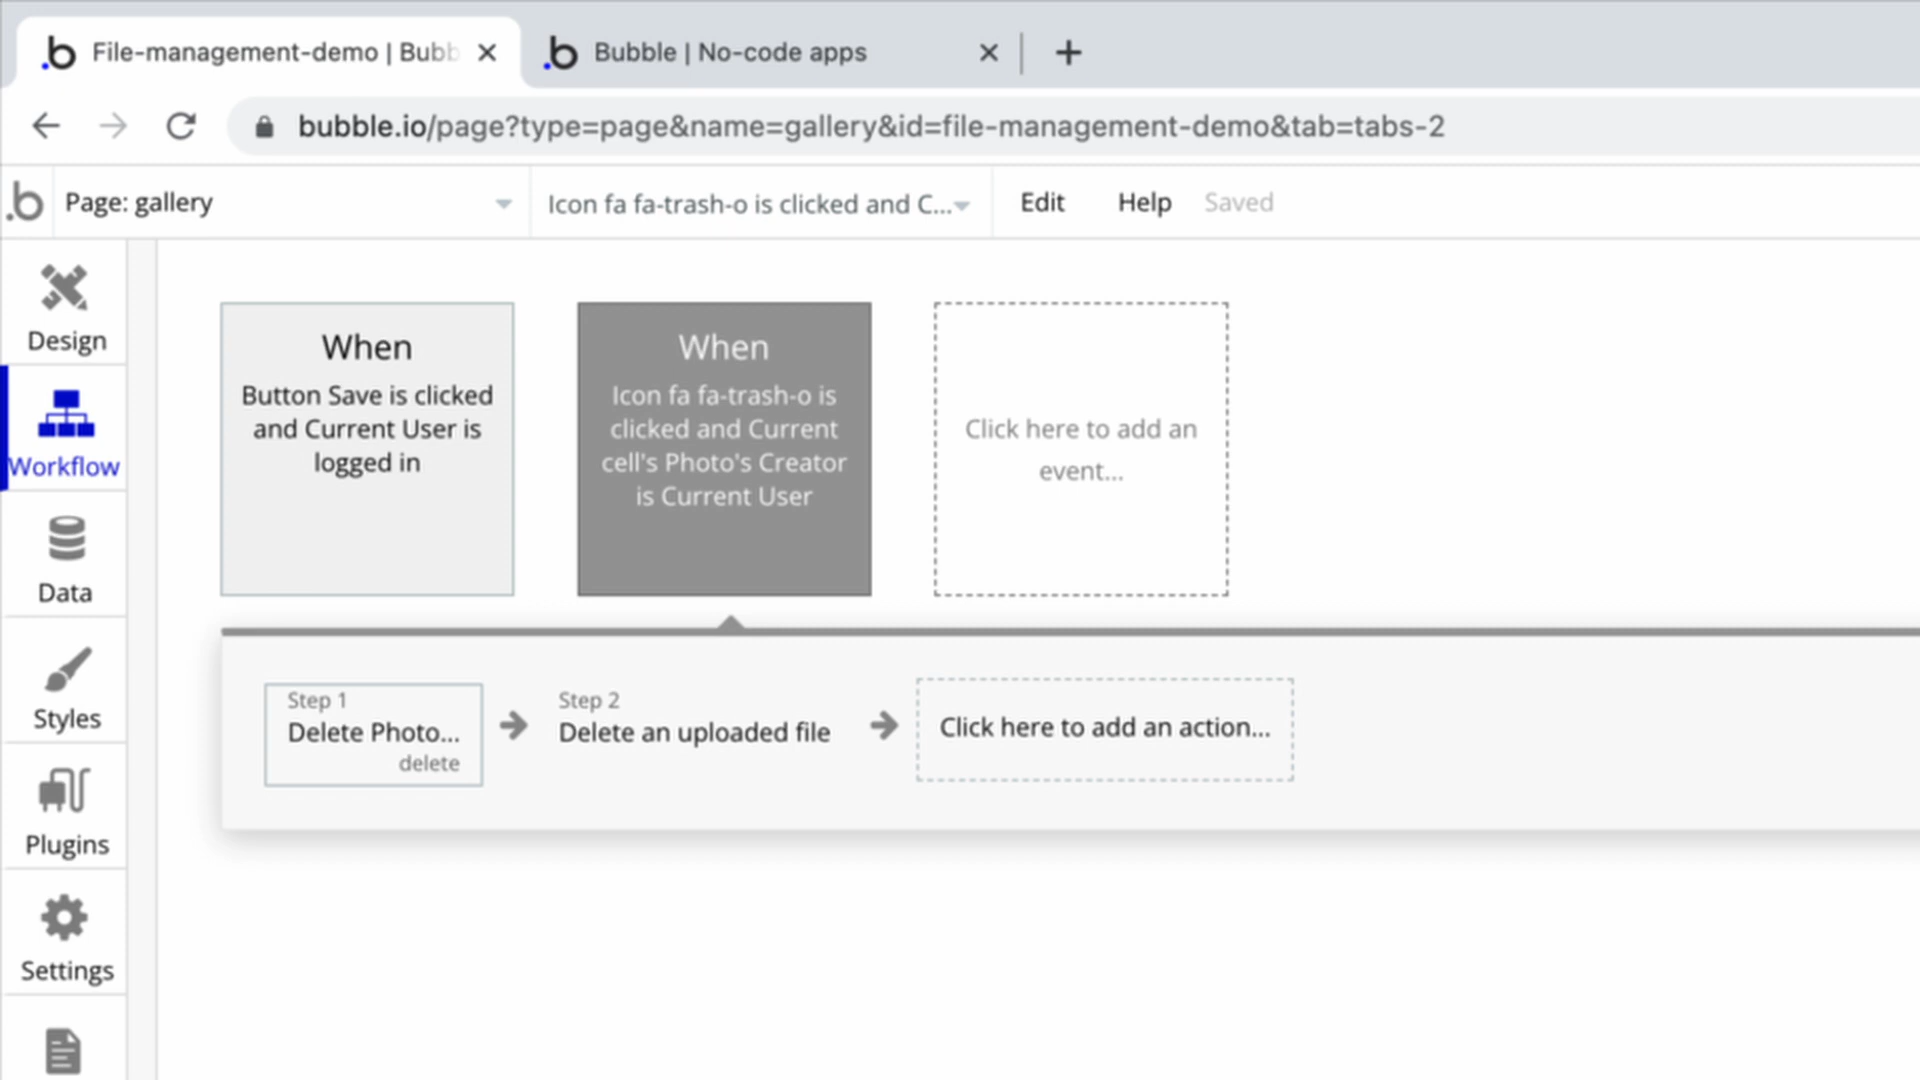 File-management-demo | Bubb
Bubble | No-code apps
bubble.io/page?type=page&name=gallery&id=file-management-demo&tab=tabs-2
.b
Page: gallery
Icon fa fa-trash-o is clicked and C...
Edit
Help
Saved
Design
Workflow
Data
Styles
Plugins
Settings
When
Button Save is clicked
and Current User is
logged in
When
Icon fa fa-trash-o is
clicked and Current
cell's Photo's Creator
is Current User
Click here to add an
event...
Step 1
Delete Photo...
delete
Step 2
Delete an uploaded file
Click here to add an action...